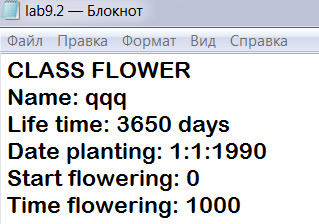 lab9.2 — Блокнот
Файл Правка Формат Вид Справка
CLASS FLOWER
Name: qqq
Life time: 3650 days
Date planting: 1:1:1990
Start flowering: 0
Time flowering: 1000